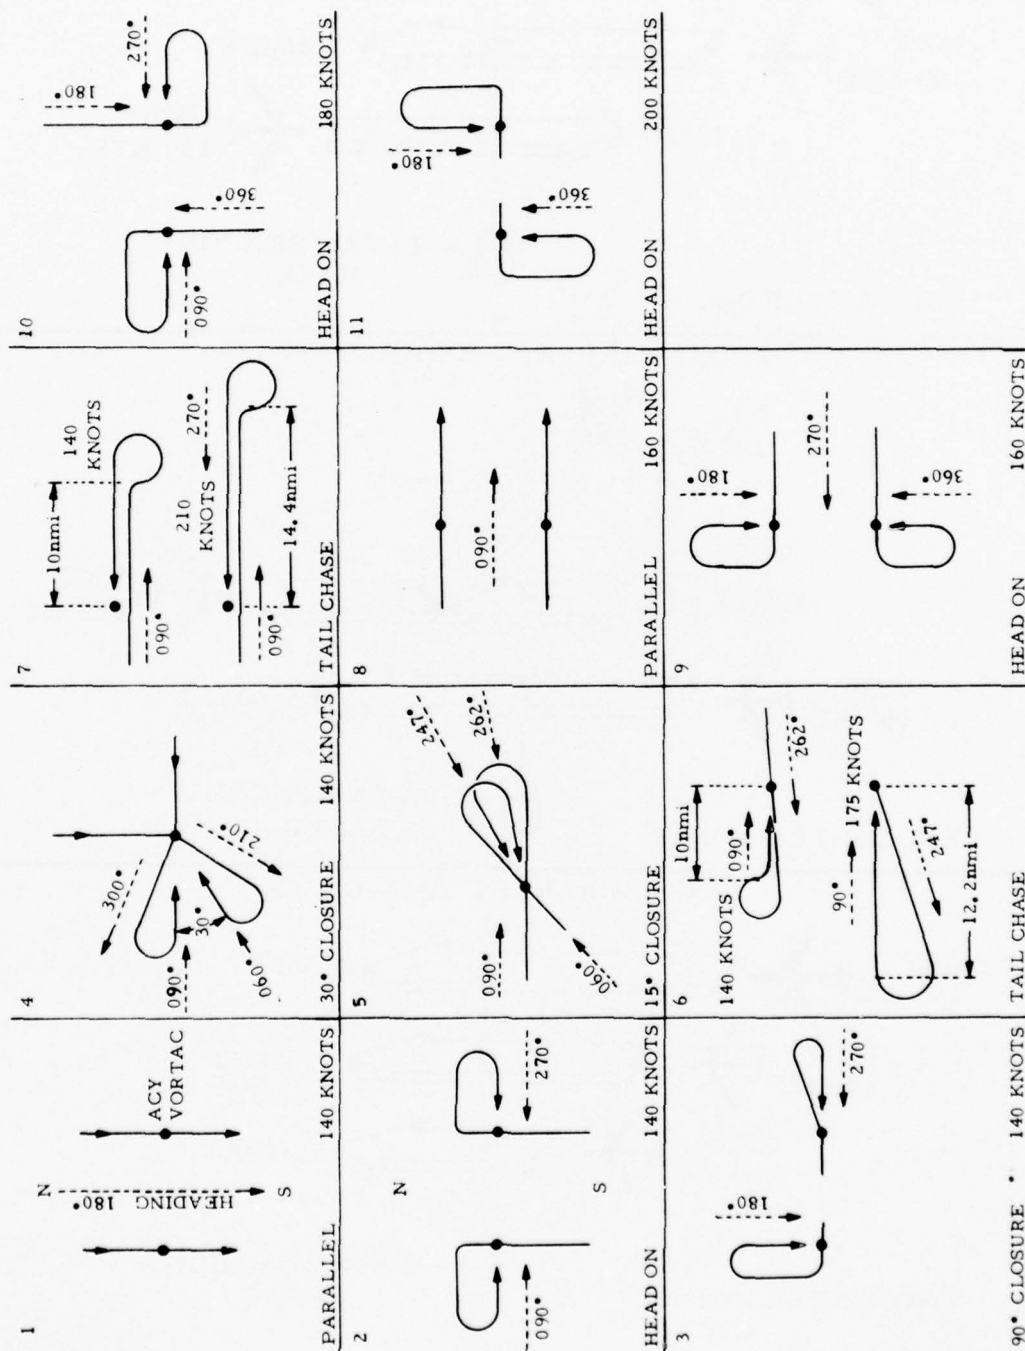 1
N
HEADING 180°
S
ACY
VORTAC
PARALLEL 140 KNOTS
2
N
S
090°
270°
HEAD ON 140 KNOTS
3
180°
270°
90° CLOSURE 140 KNOTS
4
300°
090°
30°
060°
210°
30° CLOSURE 140 KNOTS
5
247°
262°
090°
060°
15° CLOSURE
6
10nmi
090°
140 KNOTS
262°
90°
175 KNOTS
247°
12.2nmi
TAIL CHASE
7
10nmi
140
KNOTS
090°
210
KNOTS
270°
090°
14.4nmi
TAIL CHASE
8
090°
PARALLEL 160 KNOTS
9
180°
270°
360°
HEAD ON 160 KNOTS
10
180°
270°
090°
360°
HEAD ON 180 KNOTS
11
180°
360°
HEAD ON 200 KNOTS